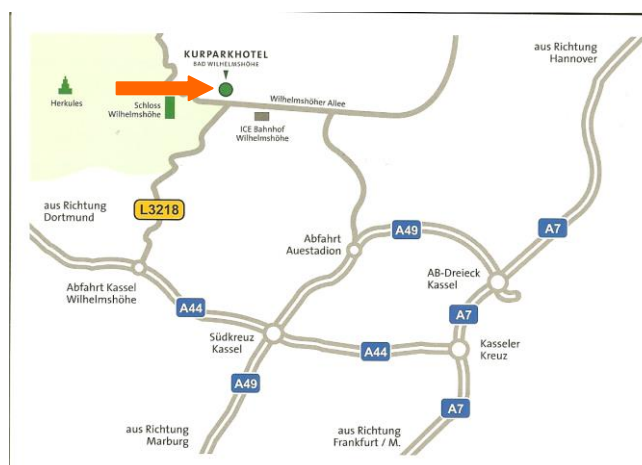 KURPARKHOTEL
BAD WILHELMSHÖHE
aus Richtung
Hannover
Herkules
Schloss
Wilhelmshöhe
Wilhelmshöher Allee
ICE Bahnhof
Wilhelmshöhe
aus Richtung
Dortmund
L3218
Abfahrt
Auestadion
A49
A7
AB-Dreieck
Kassel
Abfahrt Kassel
Wilhelmshöhe
A44
A7
Südkreuz
Kassel
A44
Kasseler
Kreuz
A49
A7
aus Richtung
Marburg
aus Richtung
Frankfurt / M.